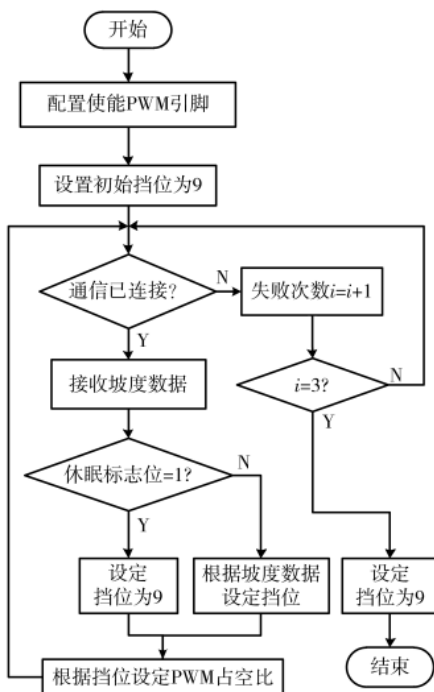 开始
配置使能PWM引脚
设置初始挡位为9
通信已连接?
N
失败次数i=i+1
Y
接收坡度数据
i=3?
N
Y
休眠标志位=1?
N
Y
设定
挡位为9
根据坡度数据
设定挡位
设定
挡位为9
根据挡位设定PWM占空比
结束